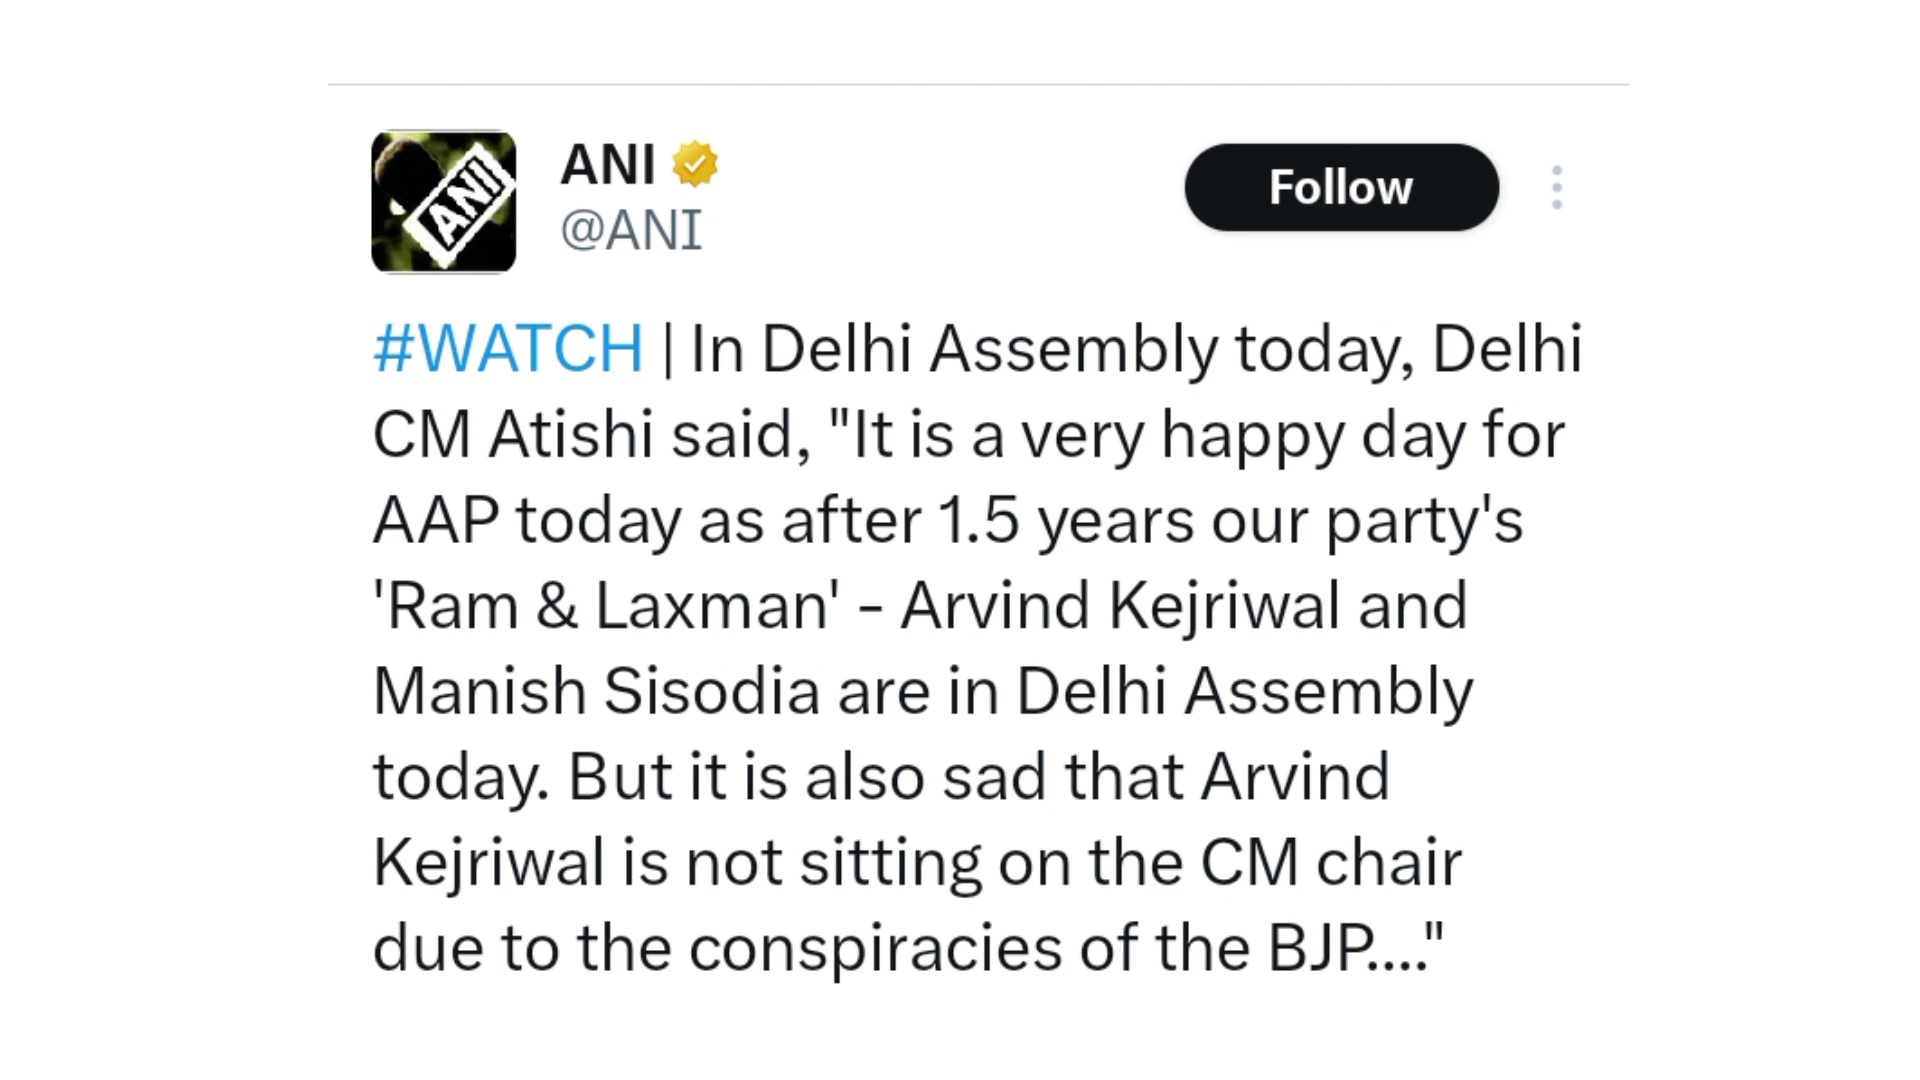 ANI
ANI
@ANI
Follow
#WATCH | In Delhi Assembly today, Delhi
CM Atishi said, "It is a very happy day for
AAP today as after 1.5 years our party's
'Ram & Laxman' - Arvind Kejriwal and
Manish Sisodia are in Delhi Assembly
today. But it is also sad that Arvind
Kejriwal is not sitting on the CM chair
due to the conspiracies of the BJP...."